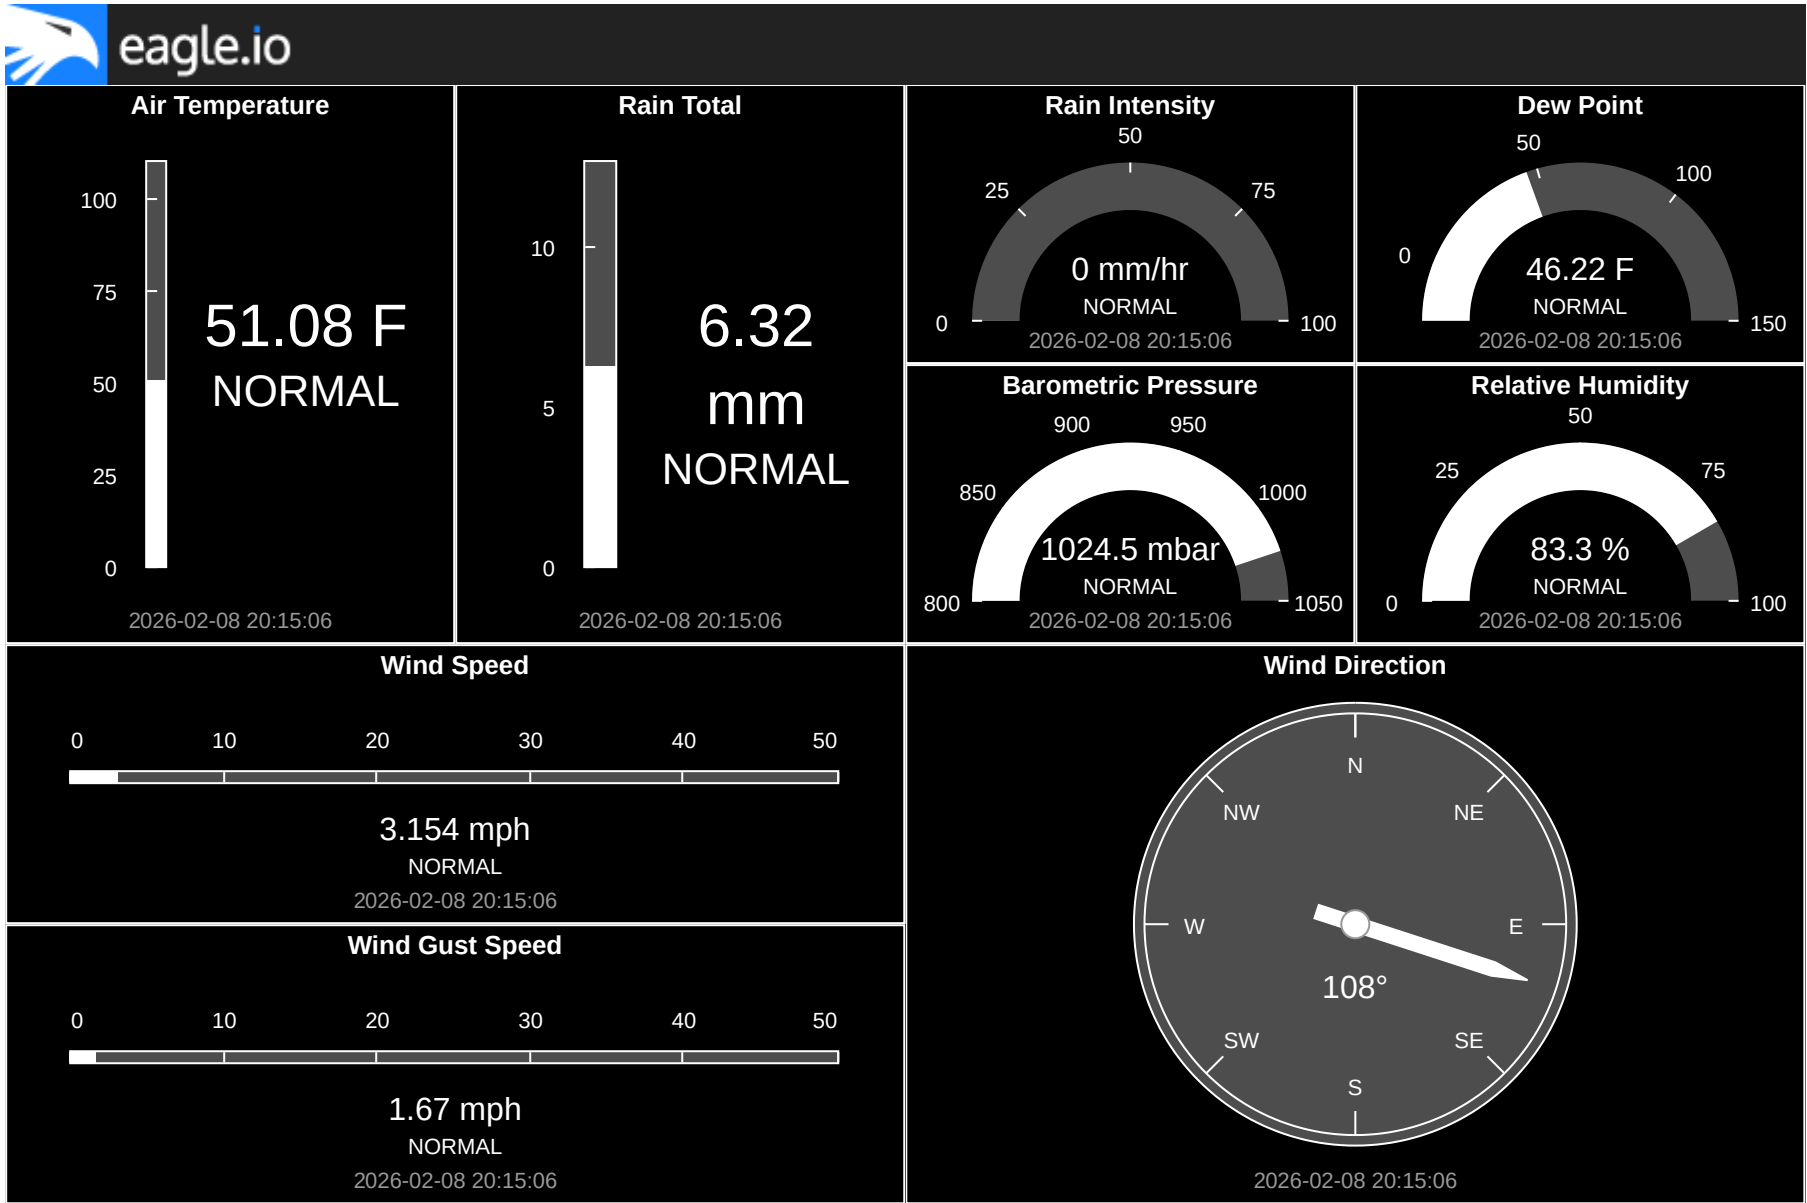 eagle.io
Air Temperature
100
75
50
25
0
51.08 F
NORMAL
2026-02-08 20:15:06
Rain Total
10
5
0
6.32
mm
NORMAL
2026-02-08 20:15:06
Rain Intensity
0
25
50
75
100
0 mm/hr
NORMAL
2026-02-08 20:15:06
Dew Point
0
50
100
150
46.22 F
NORMAL
2026-02-08 20:15:06
Barometric Pressure
800
850
900
950
1000
1050
1024.5 mbar
NORMAL
2026-02-08 20:15:06
Relative Humidity
0
25
50
75
100
83.3 %
NORMAL
2026-02-08 20:15:06
Wind Speed
0 10 20 30 40 50
3.154 mph
NORMAL
2026-02-08 20:15:06
Wind Gust Speed
0 10 20 30 40 50
1.67 mph
NORMAL
2026-02-08 20:15:06
Wind Direction
N
NW NE
W E
108°
SW SE
S
2026-02-08 20:15:06